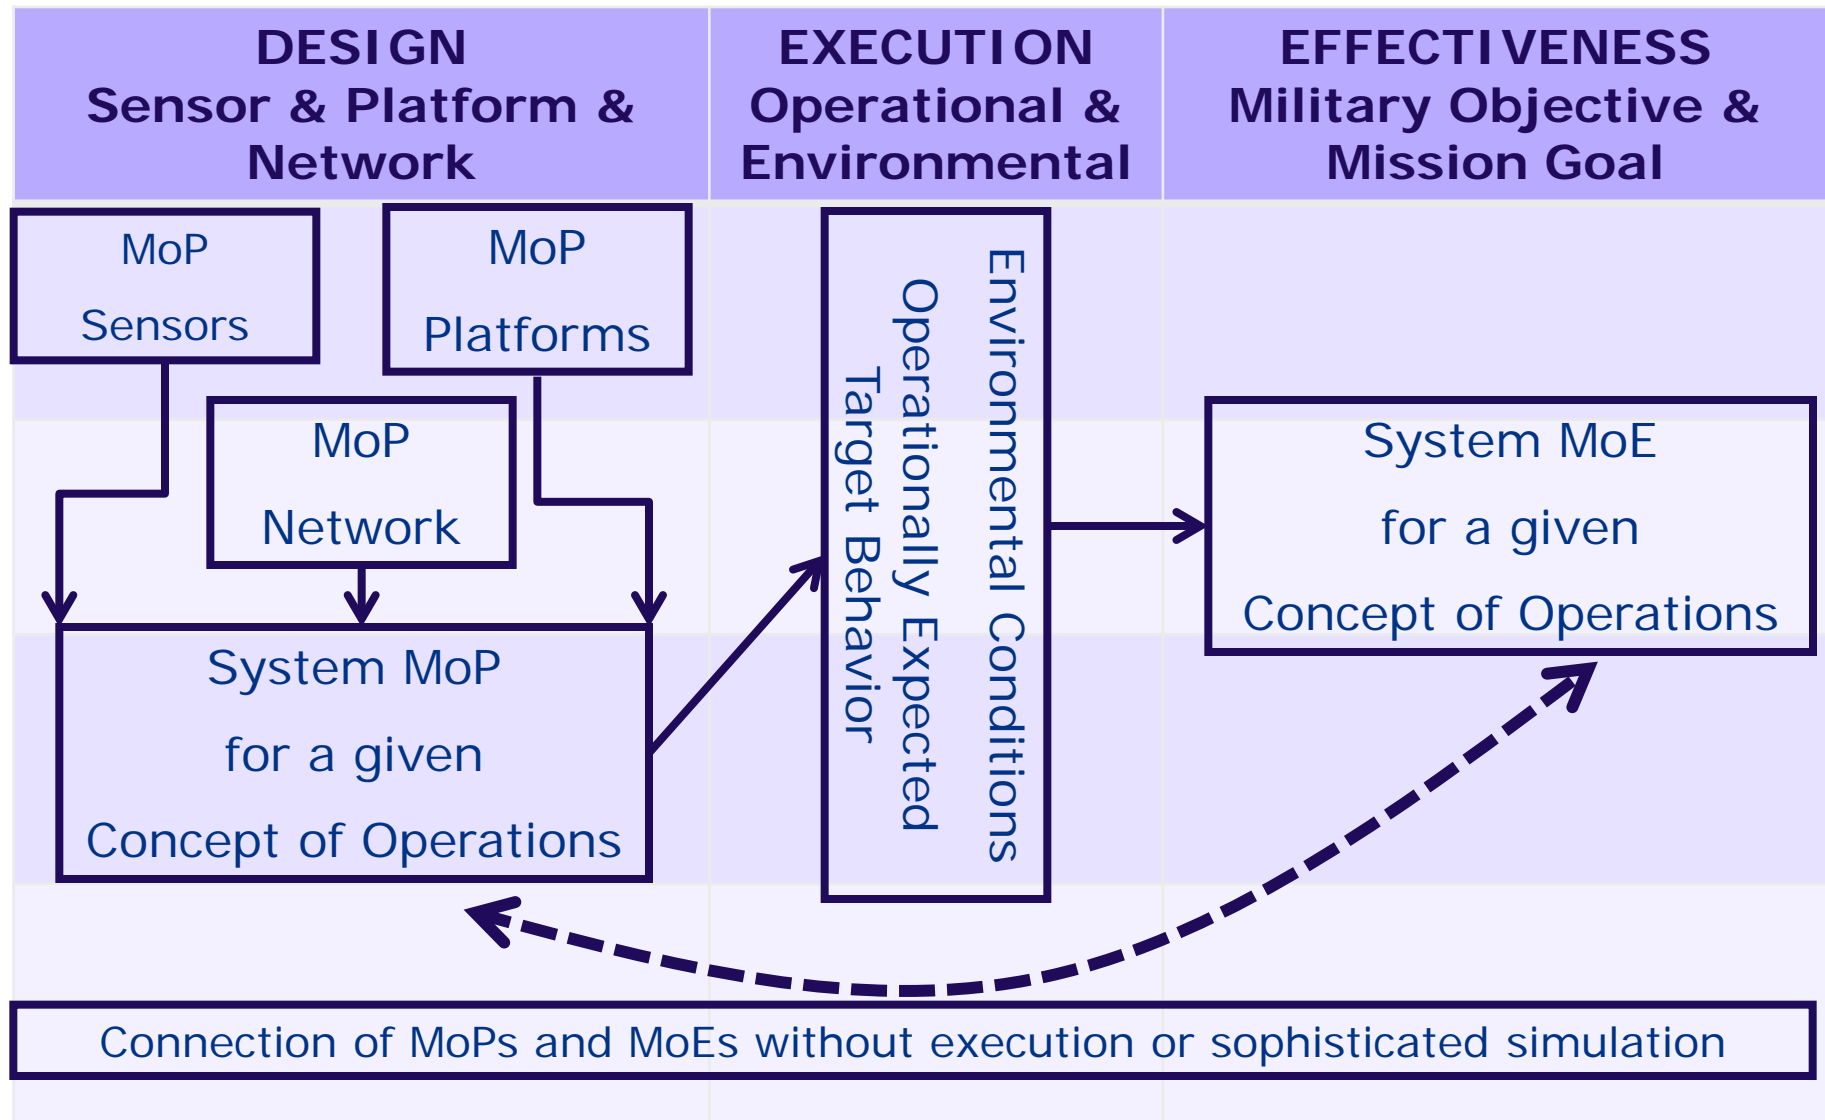 DESIGN
Sensor & Platform &
Network
EXECUTION
Operational &
Environmental
EFFECTIVENESS
Military Objective &
Mission Goal
MoP
Sensors
MoP
Platforms
MoP
Network
System MoP
for a given
Concept of Operations
Environmental Conditions
Operationally Expected
Target Behavior
System MoE
for a given
Concept of Operations
Connection of MoPs and MoEs without execution or sophisticated simulation